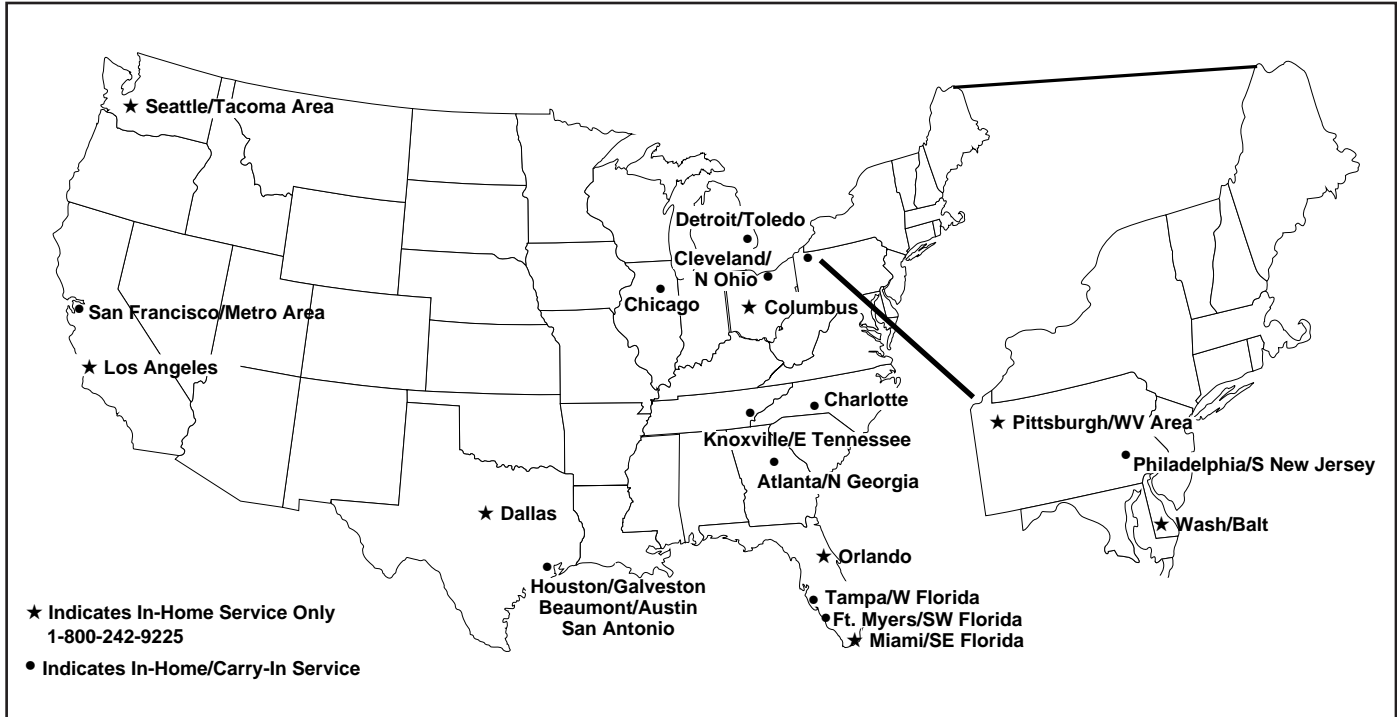 Seattle/Tacoma Area
Detroit/Toledo
Cleveland/
N Ohio
Chicago
Columbus
San Francisco/Metro Area
Los Angeles
Charlotte
Knoxville/E Tennessee
Atlanta/N Georgia
Pittsburgh/WV Area
Philadelphia/S New Jersey
Wash/Balt
Dallas
Orlando
Houston/Galveston
Beaumont/Austin
San Antonio
Tampa/W Florida
Ft. Myers/SW Florida
Miami/SE Florida
★ Indicates In-Home Service Only
1-800-242-9225
● Indicates In-Home/Carry-In Service